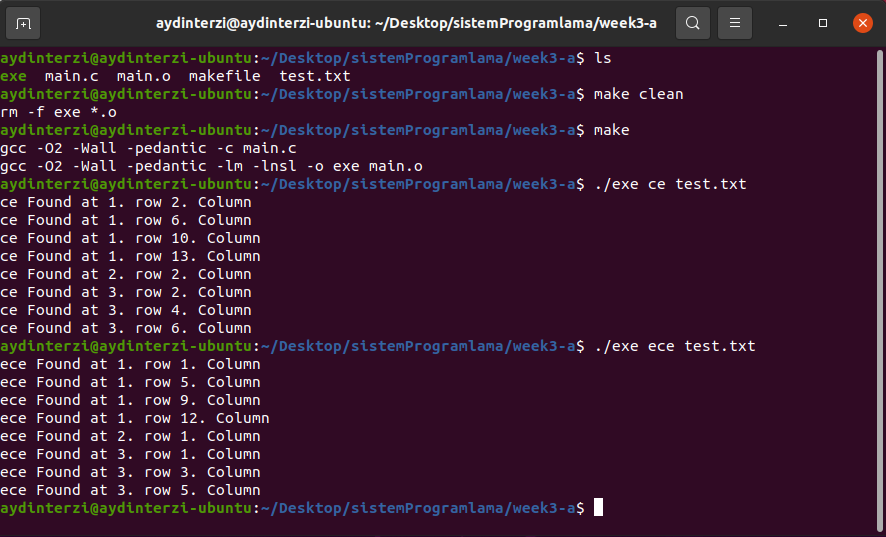 aydinterzi@aydinterzi-ubuntu: ~/Desktop/sistemProgramlama/week3-a
aydinterzi@aydinterzi-ubuntu:~/Desktop/sistemProgramlama/week3-a$ ls
exe  main.c  main.o  makefile  test.txt
aydinterzi@aydinterzi-ubuntu:~/Desktop/sistemProgramlama/week3-a$ make clean
rm -f exe *.o
aydinterzi@aydinterzi-ubuntu:~/Desktop/sistemProgramlama/week3-a$ make
gcc -O2 -Wall -pedantic -c main.c
gcc -O2 -Wall -pedantic -lm -lnsl -o exe main.o
aydinterzi@aydinterzi-ubuntu:~/Desktop/sistemProgramlama/week3-a$ ./exe ce test.txt
ce Found at 1. row 2. Column
ce Found at 1. row 6. Column
ce Found at 1. row 10. Column
ce Found at 1. row 13. Column
ce Found at 2. row 2. Column
ce Found at 3. row 2. Column
ce Found at 3. row 4. Column
ce Found at 3. row 6. Column
aydinterzi@aydinterzi-ubuntu:~/Desktop/sistemProgramlama/week3-a$ ./exe ece test.txt
ece Found at 1. row 1. Column
ece Found at 1. row 5. Column
ece Found at 1. row 9. Column
ece Found at 1. row 12. Column
ece Found at 2. row 1. Column
ece Found at 3. row 1. Column
ece Found at 3. row 3. Column
ece Found at 3. row 5. Column
aydinterzi@aydinterzi-ubuntu:~/Desktop/sistemProgramlama/week3-a$